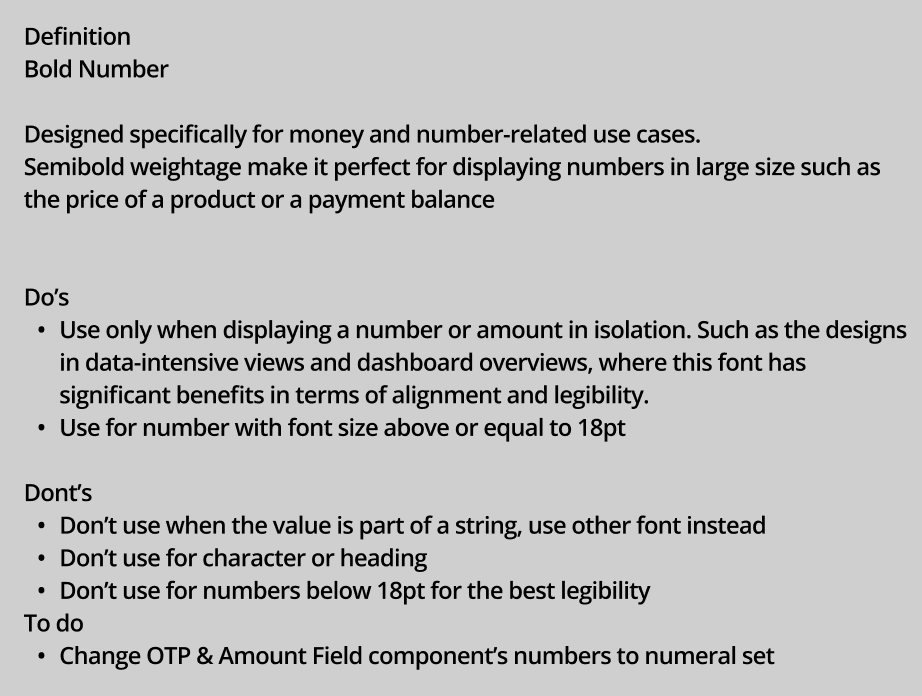 Definition
Bold Number
Designed specifically for money and number-related use cases.
Semibold weightage make it perfect for displaying numbers in large size such as
the price of a product or a payment balance
Do’s
• Use only when displaying a number or amount in isolation. Such as the designs
in data-intensive views and dashboard overviews, where this font has
significant benefits in terms of alignment and legibility.
• Use for number with font size above or equal to 18pt
Dont’s
• Don’t use when the value is part of a string, use other font instead
• Don’t use for character or heading
• Don’t use for numbers below 18pt for the best legibility
To do
• Change OTP & Amount Field component’s numbers to numeral set